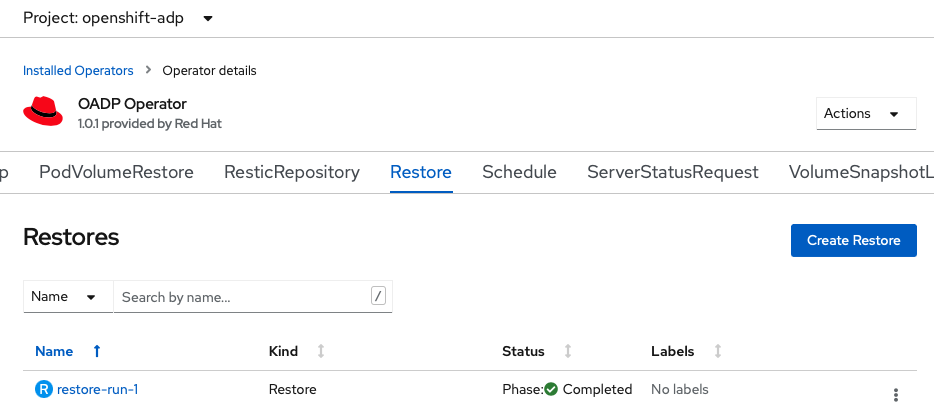 Project: openshift-adp
Installed Operators > Operator details
OADP Operator
1.0.1 provided by Red Hat
Actions
p PodVolumeRestore ResticRepository Restore Schedule ServerStatusRequest VolumeSnapshotL
Restores
Create Restore
Name Search by name... /
Name Kind Status Labels
R restore-run-1 Restore Phase: Completed No labels